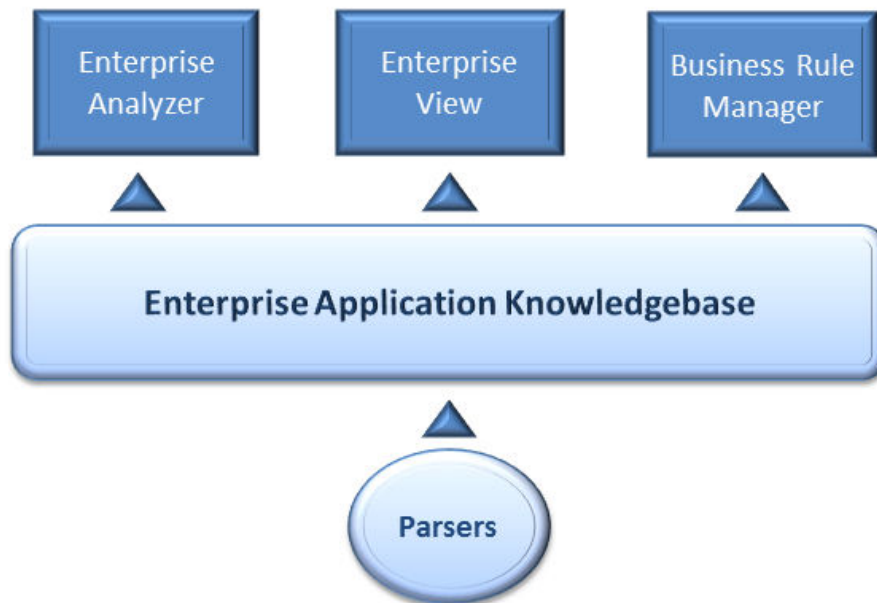 Enterprise
Analyzer
Enterprise
View
Business Rule
Manager
Enterprise Application Knowledgebase
Parsers